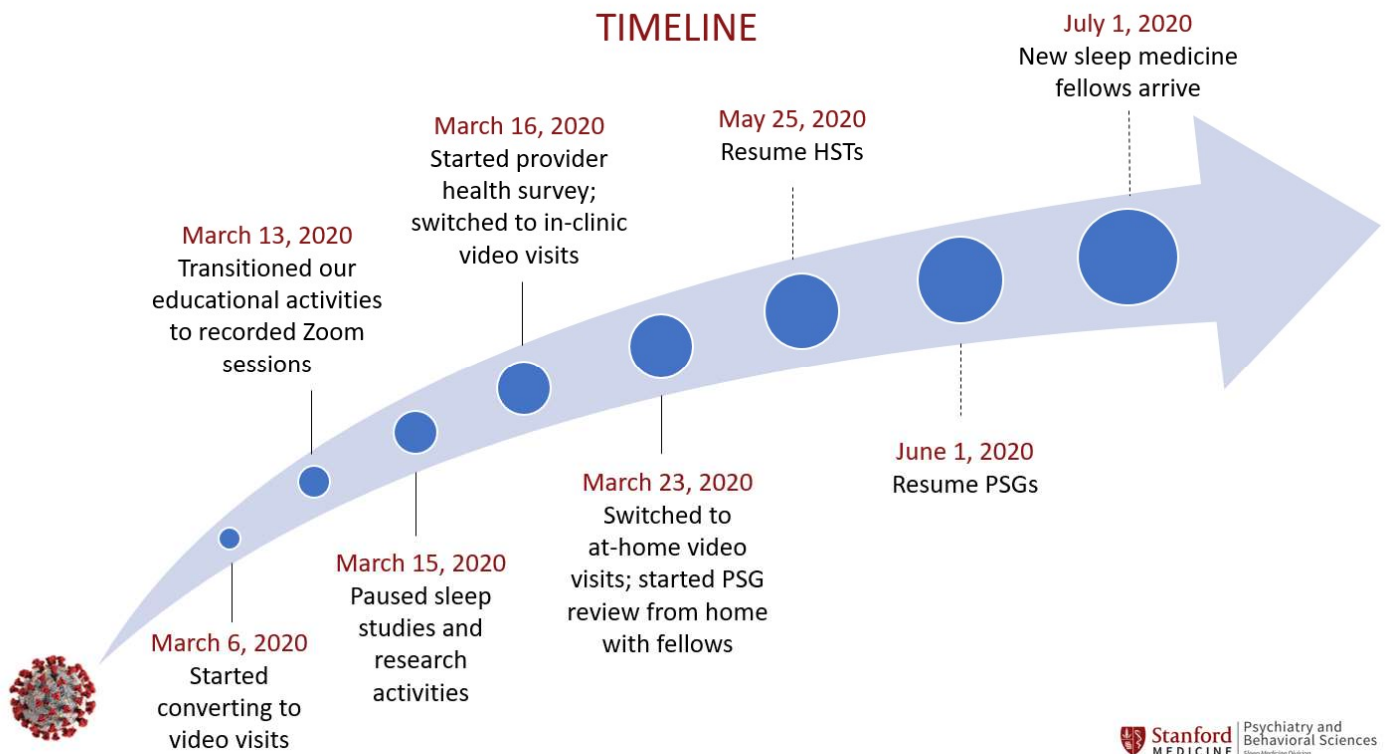 TIMELINE
March 6, 2020
Started
converting to
video visits
March 13, 2020
Transitioned our
educational activities
to recorded Zoom
sessions
March 15, 2020
Paused sleep
studies and
research
activities
March 16, 2020
Started provider
health survey;
switched to in-clinic
video visits
March 23, 2020
Switched to
at-home video
visits; started PSG
review from home
with fellows
May 25, 2020
Resume HSTs
June 1, 2020
Resume PSGs
July 1, 2020
New sleep medicine
fellows arrive
Stanford
MEDICINE
Psychiatry and
Behavioral Sciences
Sleep Medicine Division